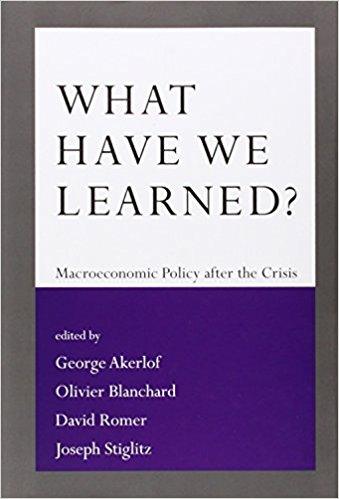 WHAT
HAVE WE
LEARNED?
Macroeconomic Policy after the Crisis
edited by
George Akerlof
Olivier Blanchard
David Romer
Joseph Stiglitz